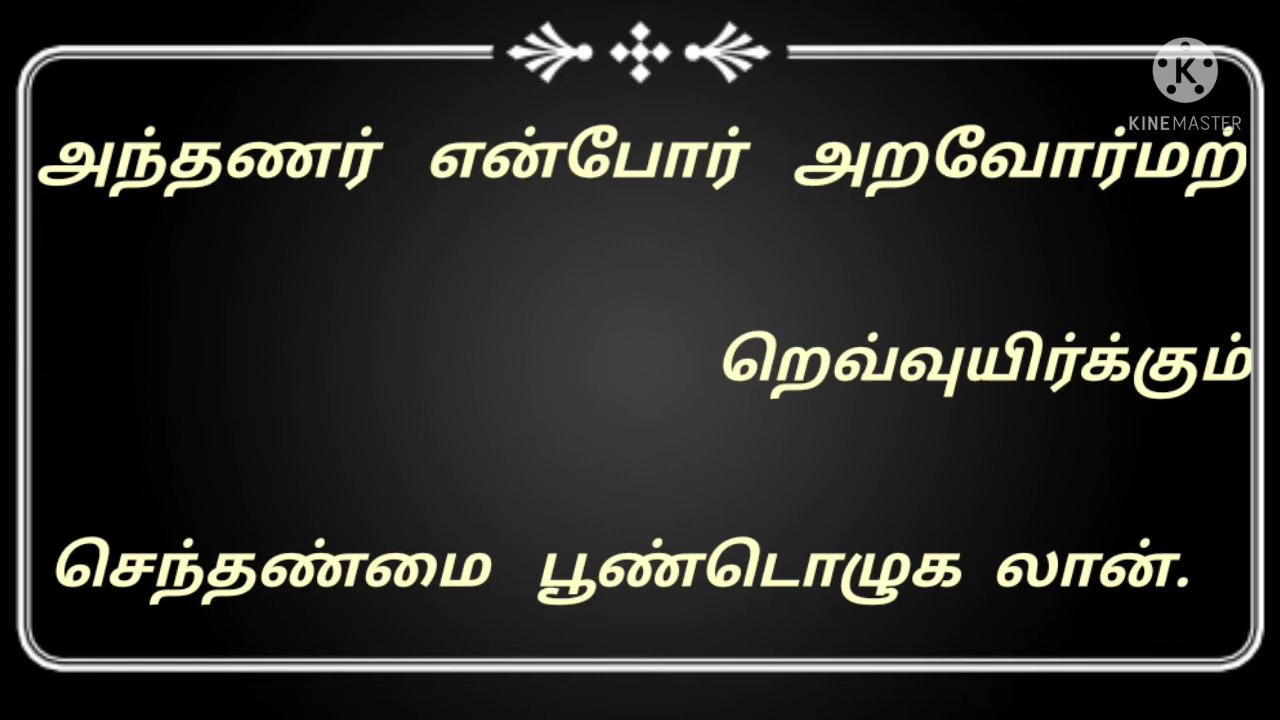 KINEMASTER
அந்தணர் என்போர் அறவோர்மற்
றெவ்வுயிர்க்கும்
செந்தண்மை பூண்டொழுக லான்.